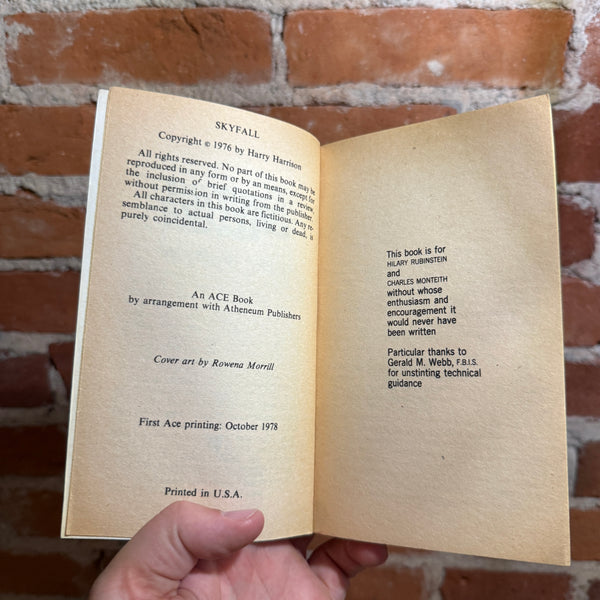 SKYFALL
Copyright © 1976 by Harry Harrison
All rights reserved. No part of this book may be
reproduced in any form or by an means, except for
the inclusion of brief quotations in a review,
without permission in writing from the publisher.
All characters in this book are fictitious. Any re-
semblance to actual persons, living or dead, is
purely coincidental.
An ACE Book
by arrangement with Atheneum Publishers
Cover art by Rowena Morrill
First Ace printing: October 1978
Printed in U.S.A.
This book is for
HILARY RUBINSTEIN
and
CHARLES MONTEITH
without whose
enthusiasm and
encouragement it
would never have
been written
Particular thanks to
Gerald M. Webb, F.B.I.S.
for unstinting technical
guidance